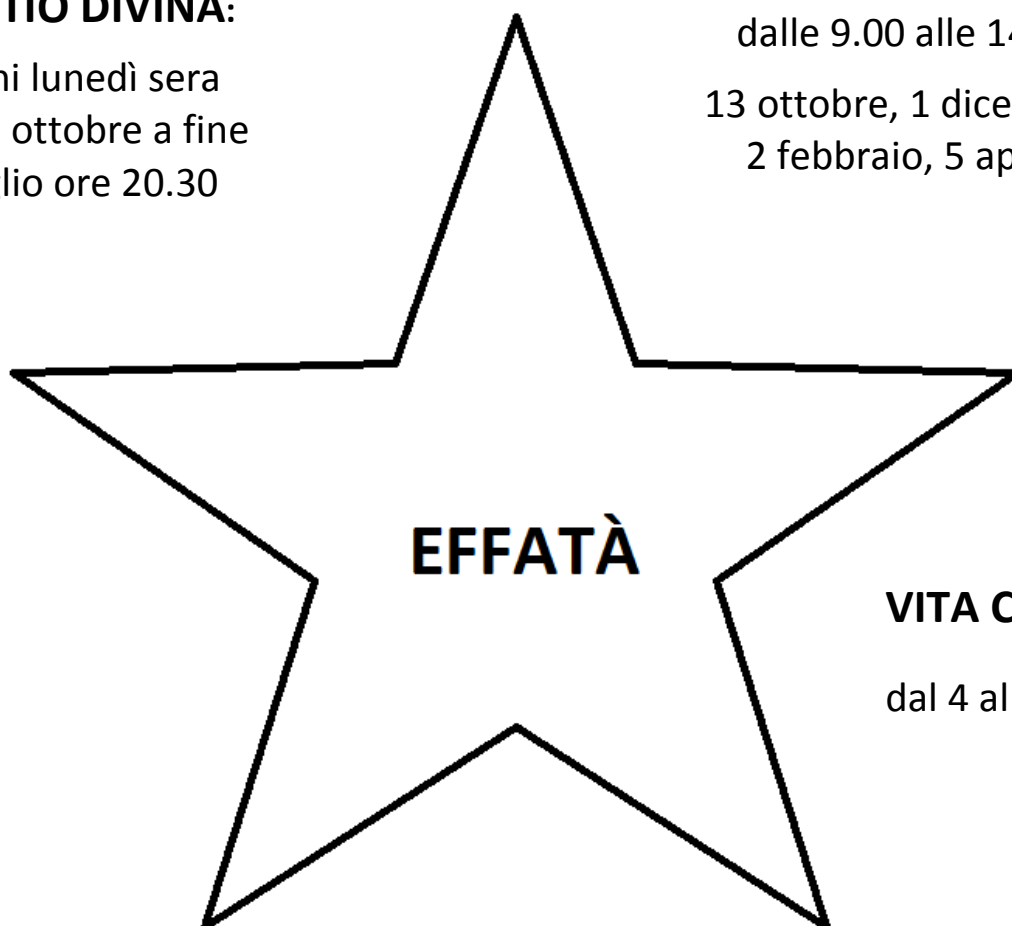 TIO DIVINA:
ni lunedì sera
ottobre a fine
lio ore 20.30
dalle 9.00 alle 14
13 ottobre, 1 dice
2 febbraio, 5 ap
EFFATÀ
VITA C
dal 4 al